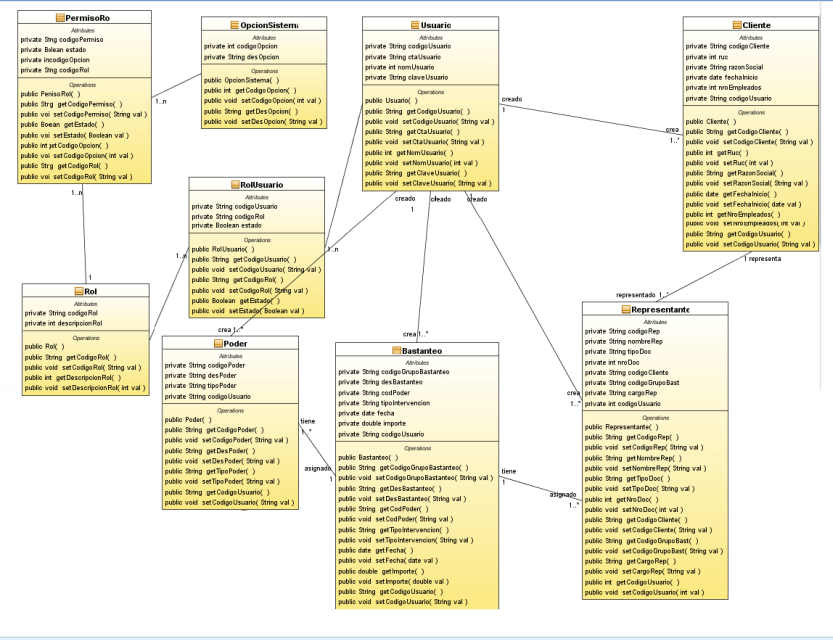 PermisoRo
Attributes
private Stng codigoPermiso
private Bolean estado
private incodigoOpcion
private Stng codigoRol
Operations
public PenisoRol( )
public Strg getCodigoPermiso( )
public voi setCodigoPermiso( String val )
public Boean getEstado( )
public voi setEstado( Boolean val )
public int jetCodigoOpcion( )
public voi setCodigoOpcion( int val )
public Strg getCodigoRol( )
public voi setCodigoRol( String val )
1..n
1..n
OpcionSistema
Attributes
private int codigoOpcion
private String desOpcion
Operations
public OpcionSistema( )
public int getCodigoOpcion( )
public void setCodigoOpcion( int val )
public String getDesOpcion( )
public void setDesOpcion( String val )
Usuario
Attributes
private String codigoUsuario
private String ctaUsuario
private int nomUsuario
private String claveUsuario
Operations
public Usuario( )
public String getCodigoUsuario( )
public void setCodigoUsuario( String val )
public String getCtaUsuario( )
public void setCtaUsuario( String val )
public int getNomUsuario( )
public void setNomUsuario( int val )
public String getClaveUsuario( )
public void setClaveUsuario( String val )
creado
1
crea
1..*
creado
1
creado
creado
Cliente
Attributes
private String codigoCliente
private int ruc
private String razonSocial
private date fechaInicio
private int nroEmpleados
private String codigoUsuario
Operations
public Cliente( )
public String getCodigoCliente( )
public void setCodigoCliente( String val )
public int getRuc( )
public void setRuc( int val )
public String getRazonSocial( )
public void setRazonSocial( String val )
public date getFechaInicio( )
public void setFechaInicio( date val )
public int getNroEmpleados( )
public void setNroEmpleados( int val )
public String getCodigoUsuario( )
public void setCodigoUsuario( String val )
1 representa
representado 1..*
RolUsuario
Attributes
private String codigoUsuario
private String codigoRol
private Boolean estado
Operations
public RolUsuario( )
public String getCodigoUsuario( )
public void setCodigoUsuario( String val )
public String getCodigoRol( )
public void setCodigoRol( String val )
public Boolean getEstado( )
public void setEstado( Boolean val )
1..n
1..n
1
Rol
Attributes
private String codigoRol
private int descripcionRol
Operations
public Rol( )
public String getCodigoRol( )
public void setCodigoRol( String val )
public int getDescripcionRol( )
public void setDescripcionRol( int val )
crea 1..*
Poder
Attributes
private String codigoPoder
private String desPoder
private String tipoPoder
private String codigoUsuario
Operations
public Poder( )
public String getCodigoPoder( )
public void setCodigoPoder( String val )
public String getDesPoder( )
public void setDesPoder( String val )
public String getTipoPoder( )
public void setTipoPoder( String val )
public String getCodigoUsuario( )
public void setCodigoUsuario( String val )
tiene
1..*
asignado
1
crea 1..*
Bastanteo
Attributes
private String codigoGrupoBastanteo
private String desBastanteo
private String codPoder
private String tipoIntervencion
private date fecha
private double importe
private String codigoUsuario
Operations
public Bastanteo( )
public String getCodigoGrupoBastanteo( )
public void setCodigoGrupoBastanteo( String val )
public String getDesBastanteo( )
public void setDesBastanteo( String val )
public String getCodPoder( )
public void setCodPoder( String val )
public String getTipoIntervencion( )
public void setTipoIntervencion( String val )
public date getFecha( )
public void setFecha( date val )
public double getImporte( )
public void setImporte( double val )
public String getCodigoUsuario( )
public void setCodigoUsuario( String val )
tiene
1
asignado
1..*
crea
1..*
Representante
Attributes
private String codigoRep
private String nombreRep
private String tipoDoc
private int nroDoc
private String codigoCliente
private String codigoGrupoBast
private String cargoRep
private int codigoUsuario
Operations
public Representante( )
public String getCodigoRep( )
public void setCodigoRep( String val )
public String getNombreRep( )
public void setNombreRep( String val )
public String getTipoDoc( )
public void setTipoDoc( String val )
public int getNroDoc( )
public void setNroDoc( int val )
public String getCodigoCliente( )
public void setCodigoCliente( String val )
public String getCodigoGrupoBast( )
public void setCodigoGrupoBast( String val )
public String getCargoRep( )
public void setCargoRep( String val )
public int getCodigoUsuario( )
public void setCodigoUsuario( int val )